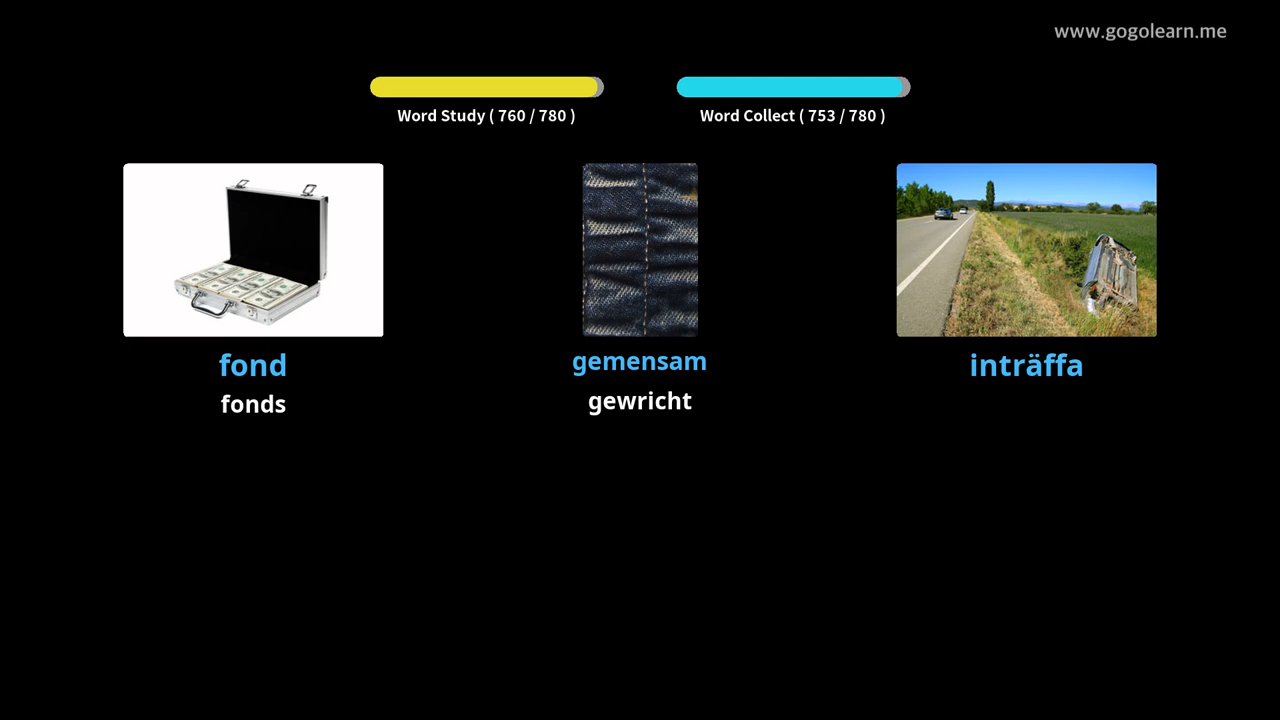 www.gogolearn.me
Word Study ( 760 / 780 )
Word Collect ( 753 / 780 )
fond
gemensam
inträffa
fonds
gewricht